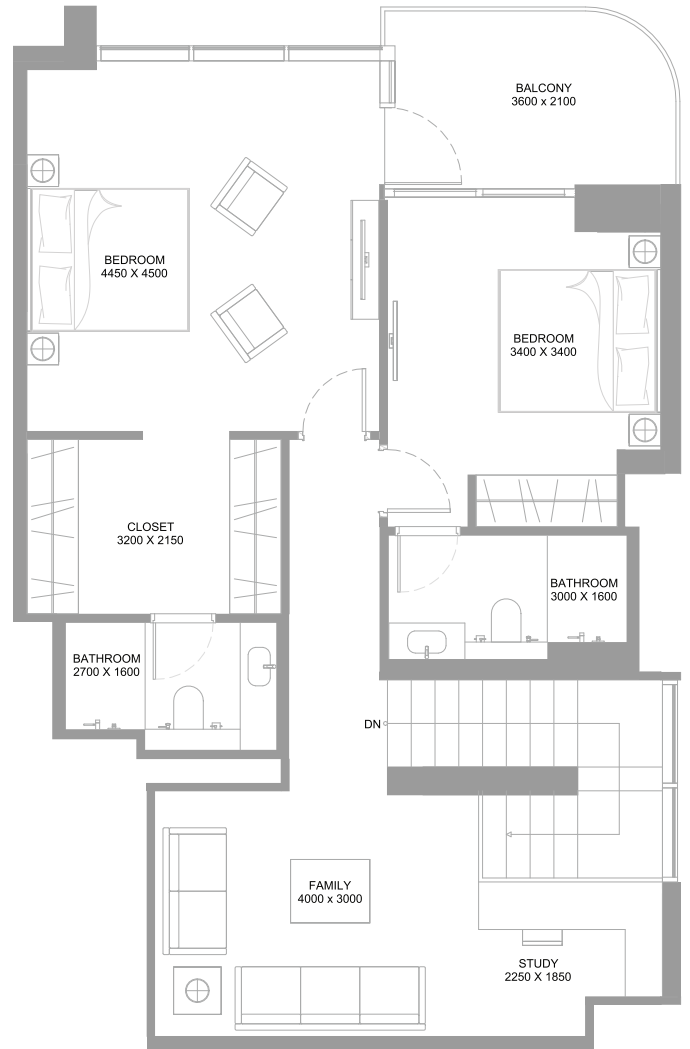 BALCONY
3600 x 2100
BEDROOM
4450 X 4500
BEDROOM
3400 X 3400
CLOSET
3200 X 2150
BATHROOM
3000 X 1600
BATHROOM
2700 X 1600
DN
FAMILY
4000 x 3000
STUDY
2250 X 1850